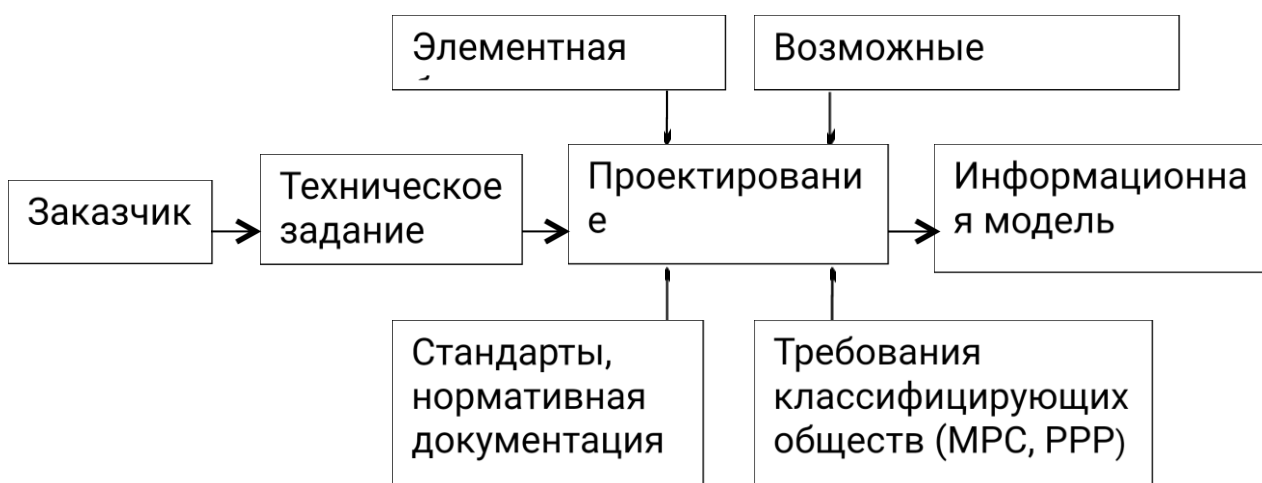 Элементная
Возможные
Заказчик
Техническое
задание
Проектировани
е
Информационна
я модель
Стандарты,
нормативная
документация
Требования
классифицирующих
обществ (МРС, РРР)